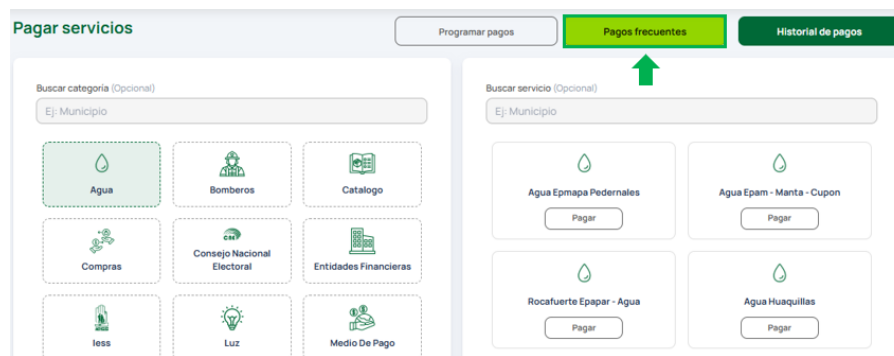 Pagar servicios
Programar pagos
Pagos frecuentes
Historial de pagos
Buscar categoría (Opcional)
Ej: Municipio
Agua
Bomberos
Catalogo
Compras
CNE
Consejo Nacional
Electoral
Entidades Financieras
Iess
Luz
Medio De Pago
Buscar servicio (Opcional)
Ej: Municipio
Agua Epmapa Pedernales
Pagar
Agua Epam - Manta - Cupon
Pagar
Rocafuerte Epapar - Agua
Pagar
Agua Huaquillas
Pagar